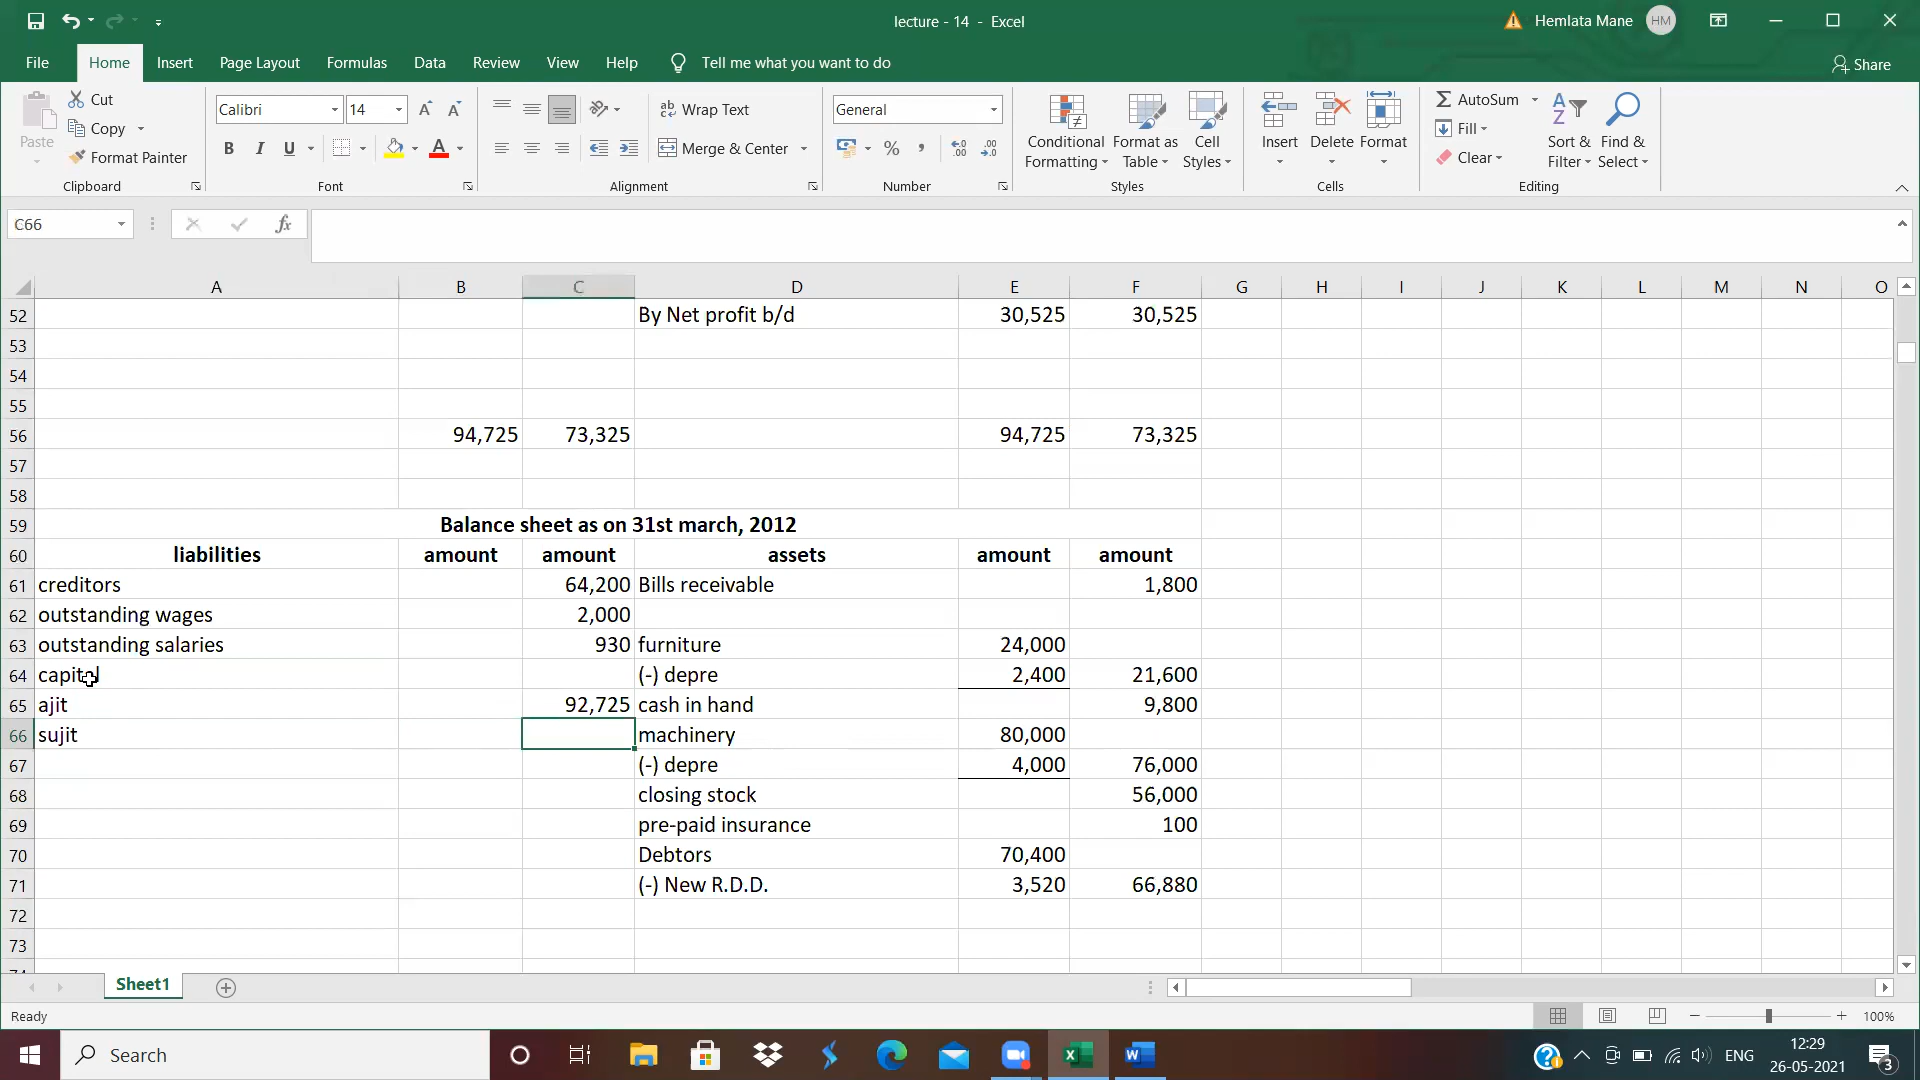 lecture - 14 - Excel
Hemlata Mane HM
File Home Insert Page Layout Formulas Data Review View Help Tell me what you want to do Share
Paste Cut Copy Format Painter Clipboard
Calibri 14 A A B I U A Font
ab Wrap Text Merge & Center Alignment
General % , .00 Number
Conditional Formatting Format as Table Cell Styles Styles
Insert Delete Format Cells
AutoSum Fill Clear Sort & Filter Find & Select Editing
C66 fx
A B C D E F G H I J K L M N O
52 By Net profit b/d 30,525 30,525
53
54
55
56 94,725 73,325 94,725 73,325
57
58
59 Balance sheet as on 31st march, 2012
60 liabilities amount amount assets amount amount
61 creditors 64,200 Bills receivable 1,800
62 outstanding wages 2,000
63 outstanding salaries 930 furniture 24,000
64 capital (-) depre 2,400 21,600
65 ajit 92,725 cash in hand 9,800
66 sujit machinery 80,000
67 (-) depre 4,000 76,000
68 closing stock 56,000
69 pre-paid insurance 100
70 Debtors 70,400
71 (-) New R.D.D. 3,520 66,880
72
73
Sheet1
Ready 100%
Search ENG 12:29
26-05-2021 3